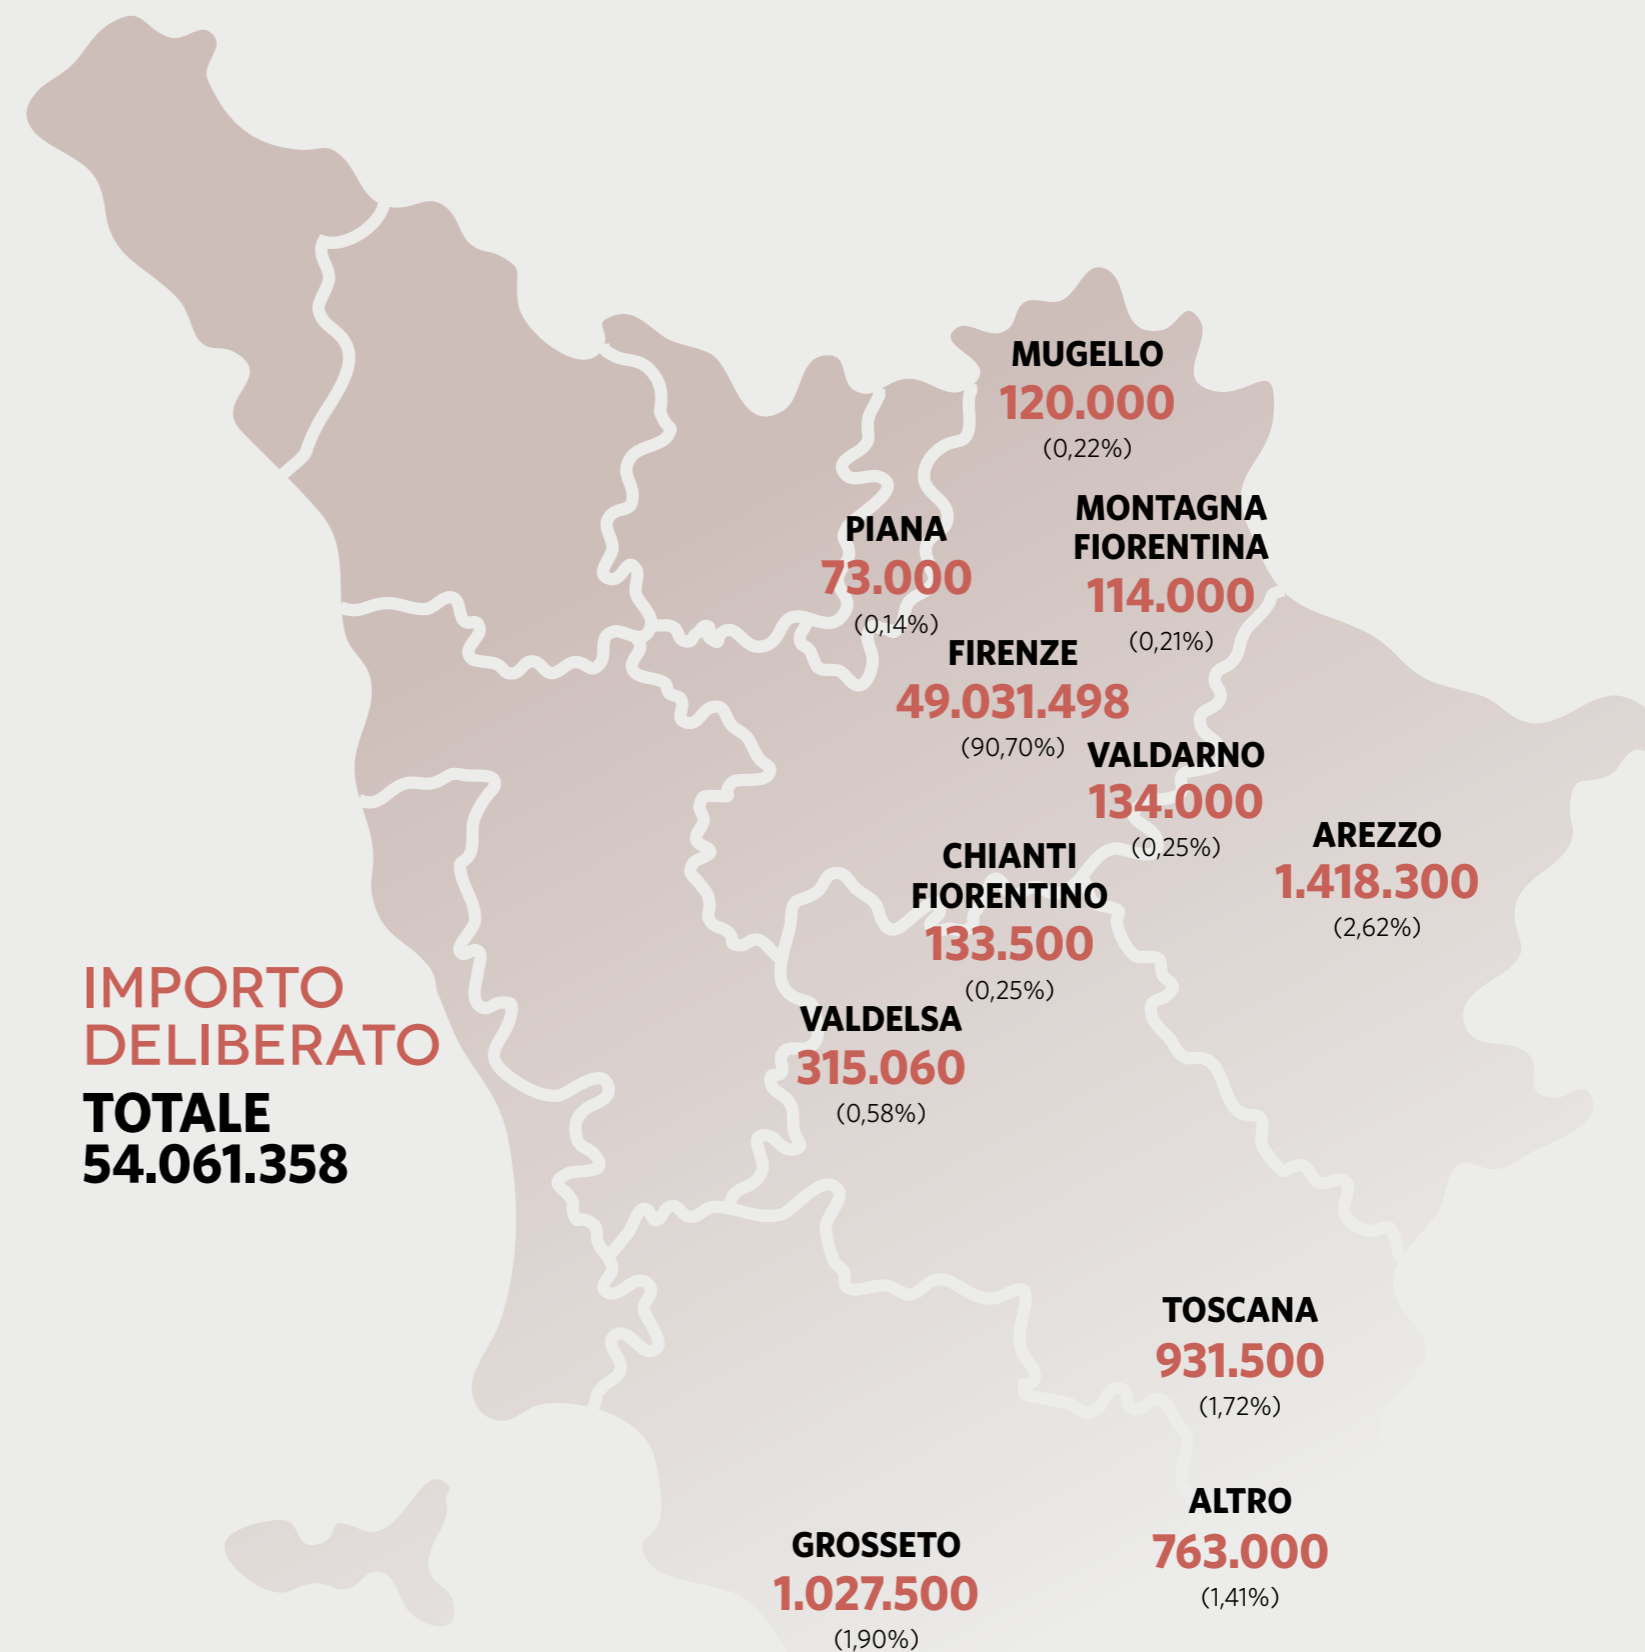 MUGELLO
120.000
(0,22%)
MONTAGNA
FIORENTINA
114.000
(0,21%)
PIANA
73.000
(0,14%)
FIRENZE
49.031.498
(90,70%)
VALDARNO
134.000
(0,25%)
AREZZO
1.418.300
(2,62%)
CHIANTI
FIORENTINO
133.500
(0,25%)
VALDELSA
315.060
(0,58%)
IMPORTO
DELIBERATO
TOTALE
54.061.358
TOSCANA
931.500
(1,72%)
ALTRO
763.000
(1,41%)
GROSSETO
1.027.500
(1,90%)